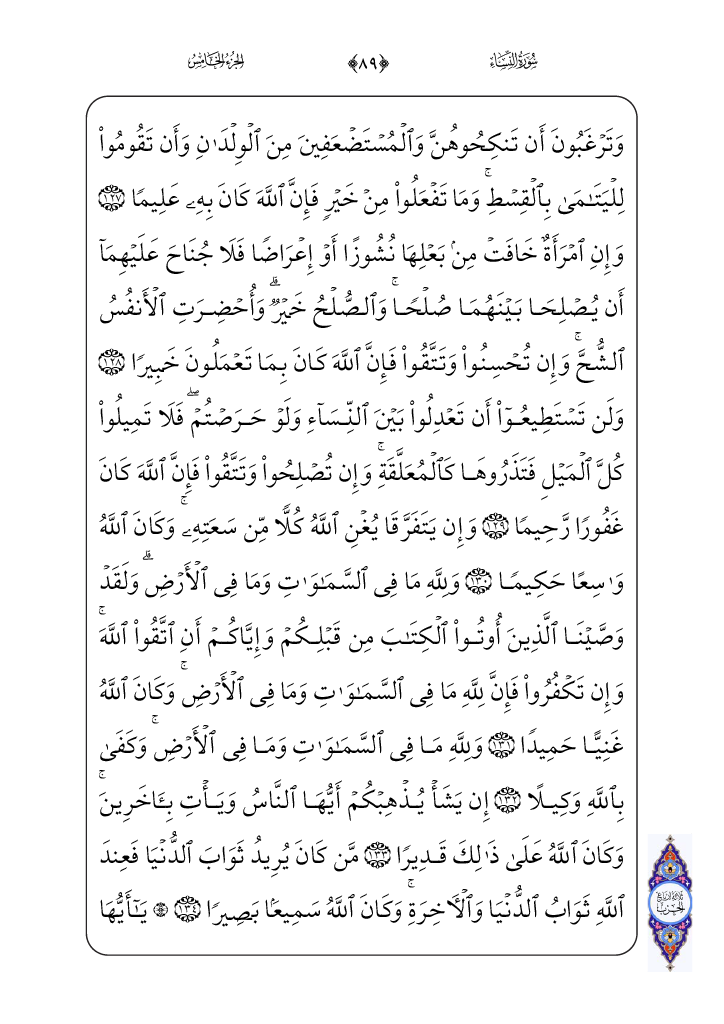 سُورَةُ النِّسَاءِ ﴿٨٩﴾ الجُزْءُ الخَامِسُ
وَتَرۡغَبُونَ أَن تَنكِحُوهُنَّ وَٱلۡمُسۡتَضۡعَفِينَ مِنَ ٱلۡوِلۡدَٰنِ وَأَن تَقُومُواْ
لِلۡيَتَٰمَىٰ بِٱلۡقِسۡطِۚ وَمَا تَفۡعَلُواْ مِنۡ خَيۡرٖ فَإِنَّ ٱللَّهَ كَانَ بِهِۦ عَلِيمٗا ١٢٧
وَإِنِ ٱمۡرَأَةٌ خَافَتۡ مِنۢ بَعۡلِهَا نُشُوزًا أَوۡ إِعۡرَاضٗا فَلَا جُنَاحَ عَلَيۡهِمَآ
أَن يُصۡلِحَا بَيۡنَهُمَا صُلۡحٗاۚ وَٱلصُّلۡحُ خَيۡرٞۗ وَأُحۡضِرَتِ ٱلۡأَنفُسُ
ٱلشُّحَّۚ وَإِن تُحۡسِنُواْ وَتَتَّقُواْ فَإِنَّ ٱللَّهَ كَانَ بِمَا تَعۡمَلُونَ خَبِيرٗا ١٢٨
وَلَن تَسۡتَطِيعُوٓاْ أَن تَعۡدِلُواْ بَيۡنَ ٱلنِّسَآءِ وَلَوۡ حَرَصۡتُمۡۖ فَلَا تَمِيلُواْ
كُلَّ ٱلۡمَيۡلِ فَتَذَرُوهَا كَٱلۡمُعَلَّقَةِۚ وَإِن تُصۡلِحُواْ وَتَتَّقُواْ فَإِنَّ ٱللَّهَ كَانَ
غَفُورٗا رَّحِيمٗا ١٢٩ وَإِن يَتَفَرَّقَا يُغۡنِ ٱللَّهُ كُلّٗا مِّن سَعَتِهِۦۚ وَكَانَ ٱللَّهُ
وَٰسِعًا حَكِيمٗا ١٣٠ وَلِلَّهِ مَا فِي ٱلسَّمَٰوَٰتِ وَمَا فِي ٱلۡأَرۡضِۗ وَلَقَدۡ
وَصَّيۡنَا ٱلَّذِينَ أُوتُواْ ٱلۡكِتَٰبَ مِن قَبۡلِكُمۡ وَإِيَّاكُمۡ أَنِ ٱتَّقُواْ ٱللَّهَۚ
وَإِن تَكۡفُرُواْ فَإِنَّ لِلَّهِ مَا فِي ٱلسَّمَٰوَٰتِ وَمَا فِي ٱلۡأَرۡضِۚ وَكَانَ ٱللَّهُ
غَنِيًّا حَمِيدٗا ١٣١ وَلِلَّهِ مَا فِي ٱلسَّمَٰوَٰتِ وَمَا فِي ٱلۡأَرۡضِۚ وَكَفَىٰ
بِٱللَّهِ وَكِيلًا ١٣٢ إِن يَشَأۡ يُذۡهِبۡكُمۡ أَيُّهَا ٱلنَّاسُ وَيَأۡتِ بِـَٔاخَرِينَۚ
وَكَانَ ٱللَّهُ عَلَىٰ ذَٰلِكَ قَدِيرٗا ١٣٣ مَّن كَانَ يُرِيدُ ثَوَابَ ٱلدُّنۡيَا فَعِندَ
ٱللَّهِ ثَوَابُ ٱلدُّنۡيَا وَٱلۡأٓخِرَةِۚ وَكَانَ ٱللَّهُ سَمِيعَۢا بَصِيرٗا ١٣٤ ۞ يَٰٓأَيُّهَا
ثلاثة أرباع
الحزب